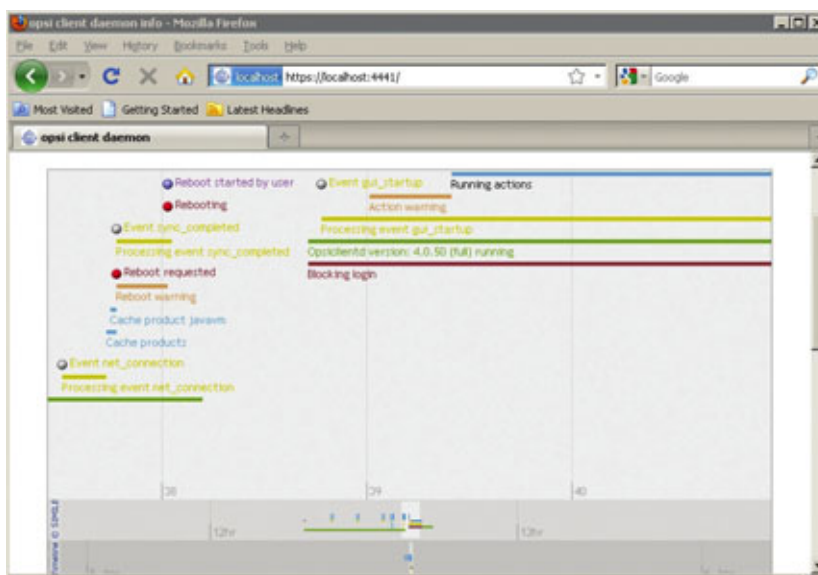 opsi client daemon info - Mozilla Firefox
File Edit View History Bookmarks Tools Help
localhost https://localhost:4441/
Google
Most Visited Getting Started Latest Headlines
opsi client daemon
Reboot started by user
Event gui_startup
Running actions
Rebooting
Action warning
Event sync_completed
Processing event gui_startup
Processing event sync_completed
Opsiclientd version: 4.0.50 (full) running
Reboot requested
Blocking login
Reboot warning
Cache product javavm
Cache products
Event net_connection
Processing event net_connection
38 39 40
12hr 12hr
Timeline © SIMILE